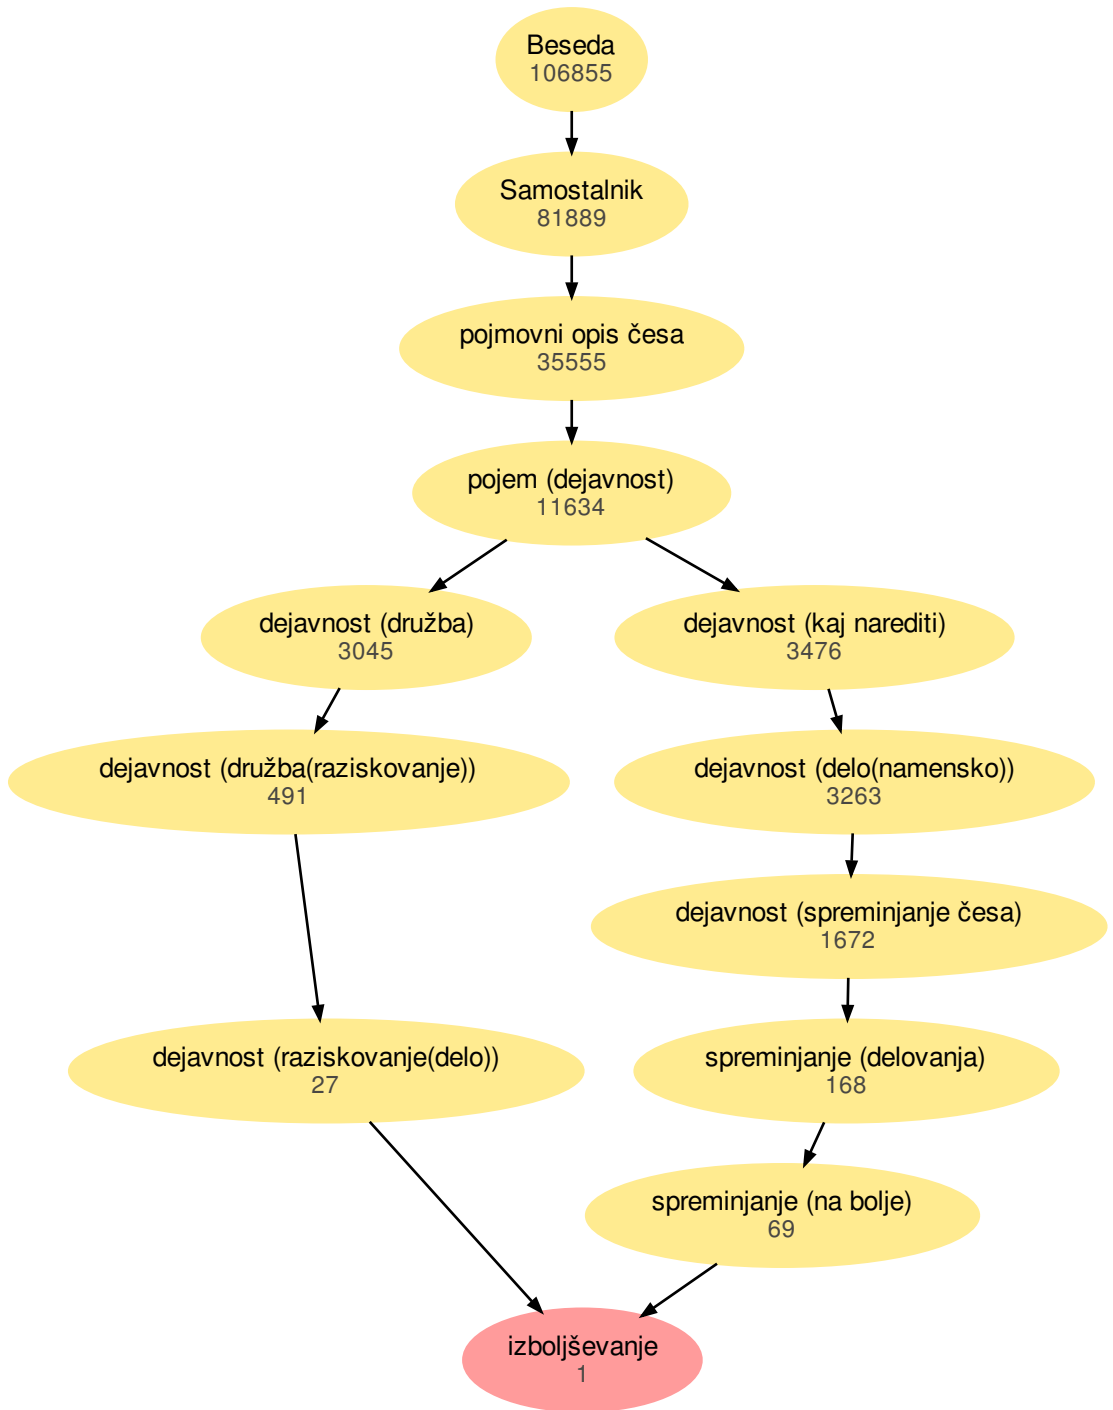 Beseda
106855
Samostalnik
81889
pojmovni opis česa
35555
pojem (dejavnost)
11634
dejavnost (družba)
3045
dejavnost (kaj narediti)
3476
dejavnost (družba(raziskovanje))
491
dejavnost (delo(namensko))
3263
dejavnost (spreminjanje česa)
1672
dejavnost (raziskovanje(delo))
27
spreminjanje (delovanja)
168
spreminjanje (na bolje)
69
izboljševanje
1